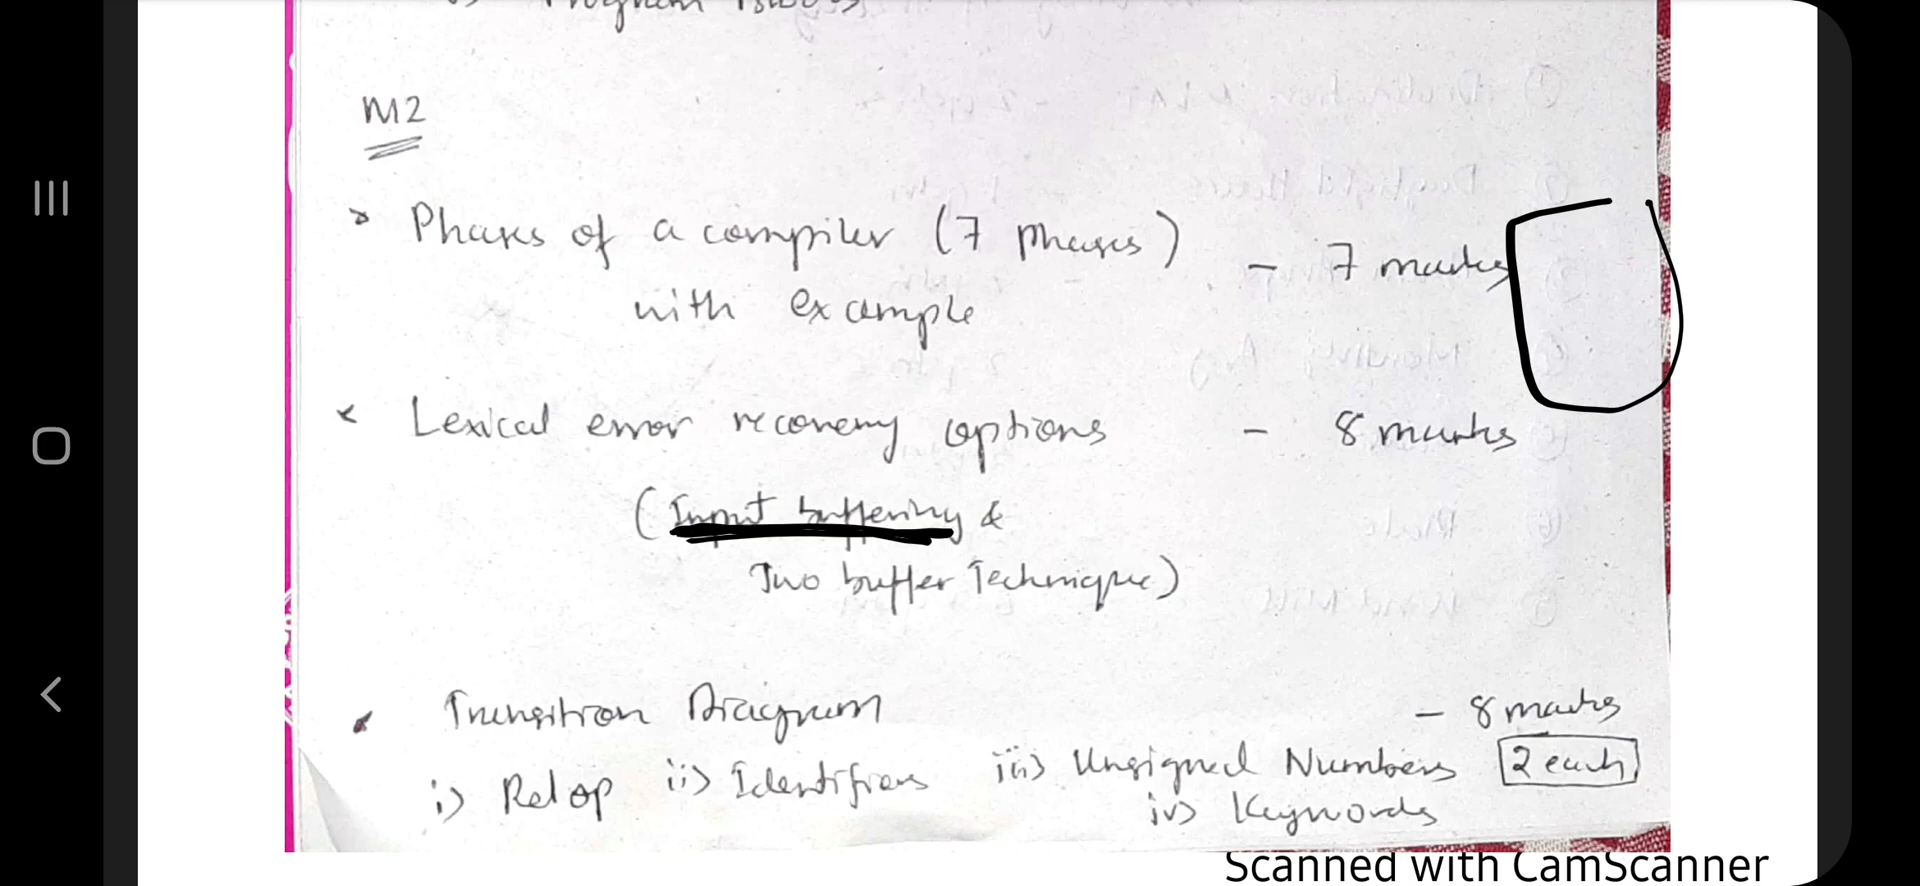 Program
M2
Phases of a compiler (7 phases) - 7 marks
with example
Lexical error recovery options - 8 marks
(Input buffering &
Two buffer Technique)
Transition Diagram - 8 marks
i) Relop ii) Identifiers iii) Unsigned Numbers 2 each
iv) Keywords
Scanned with CamScanner